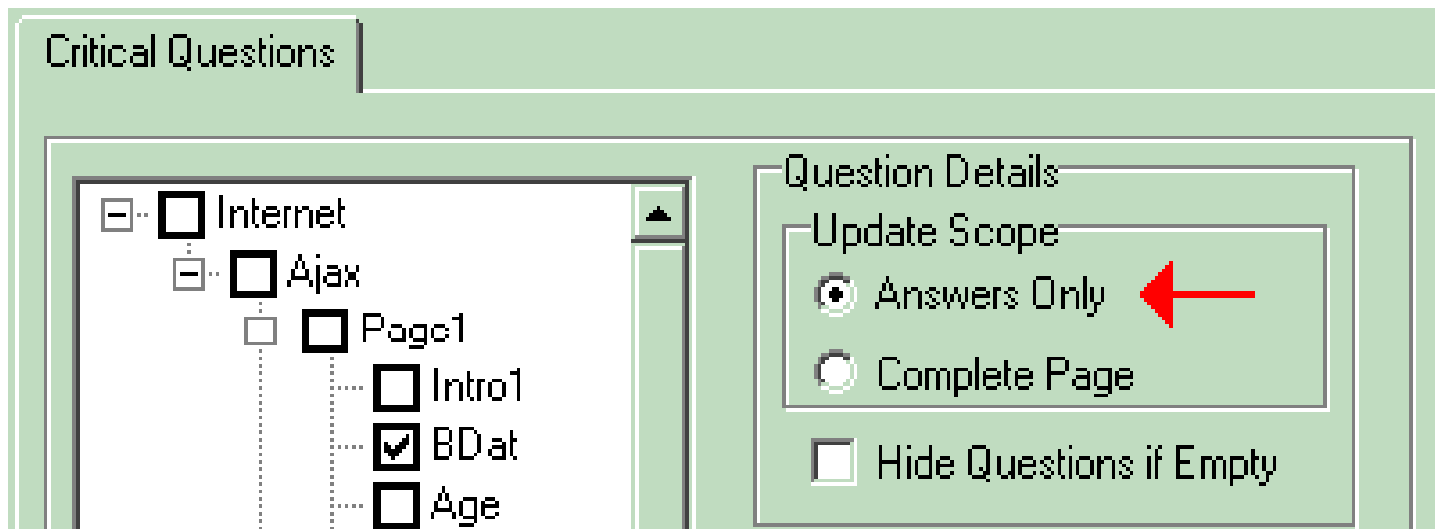 Critical Questions
Internet
Ajax
Page1
Intro1
BDat
Age
Question Details
Update Scope
Answers Only
Complete Page
Hide Questions if Empty